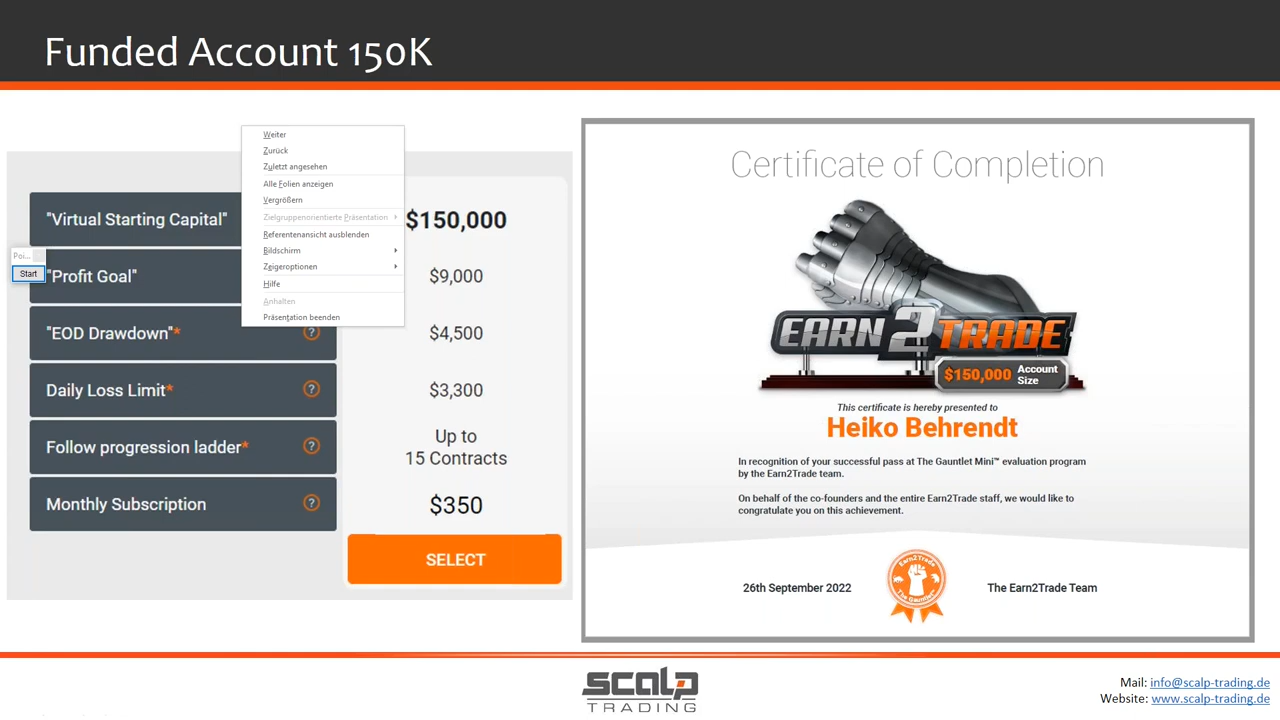 Funded Account 150K
"Virtual Starting Capital"
$150,000
"Profit Goal"
$9,000
"EOD Drawdown"*
?
$4,500
Daily Loss Limit*
?
$3,300
Follow progression ladder*
?
Up to
15 Contracts
Monthly Subscription
?
$350
SELECT
Poi...
Start
Weiter
Zurück
Zuletzt angesehen
Alle Folien anzeigen
Vergrößern
Zielgruppenorientierte Präsentation
Referentenansicht ausblenden
Bildschirm
Zeigeroptionen
Hilfe
Anhalten
Präsentation beenden
Certificate of Completion
EARN2TRADE
$150,000 Account
Size
This certificate is hereby presented to
Heiko Behrendt
In recognition of your successful pass at The Gauntlet Mini™ evaluation program
by the Earn2Trade team.
On behalf of the co-founders and the entire Earn2Trade staff, we would like to
congratulate you on this achievement.
26th September 2022
Earn2Trade
The Gauntlet
The Earn2Trade Team
SCALP
TRADING
Mail: info@scalp-trading.de
Website: www.scalp-trading.de